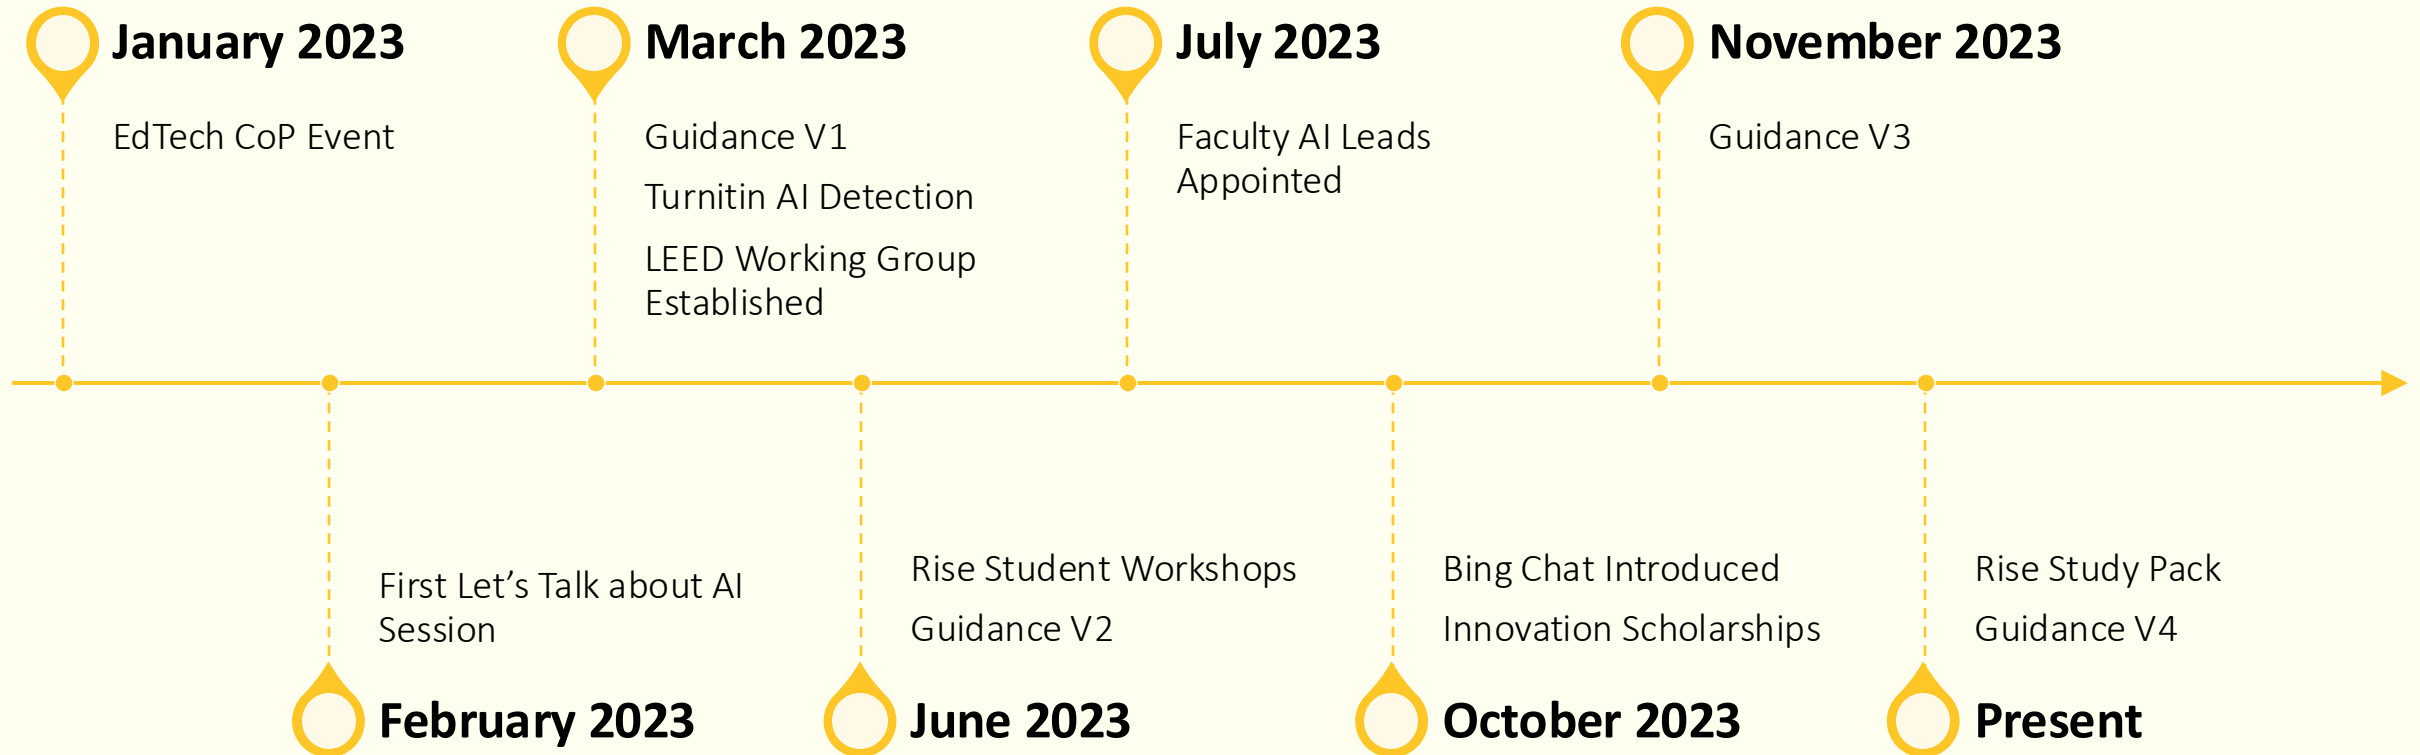 January 2023
EdTech CoP Event
March 2023
Guidance V1
Turnitin AI Detection
LEED Working Group
Established
July 2023
Faculty AI Leads
Appointed
November 2023
Guidance V3
First Let’s Talk about AI
Session
February 2023
Rise Student Workshops
Guidance V2
June 2023
Bing Chat Introduced
Innovation Scholarships
October 2023
Rise Study Pack
Guidance V4
Present